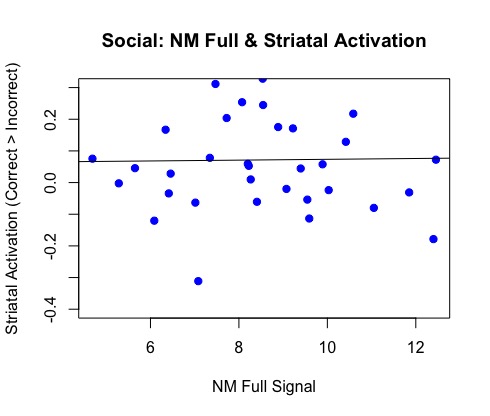 Social: NM Full & Striatal Activation
Striatal Activation (Correct > Incorrect)
0.2
0.0
-0.2
-0.4
6 8 10 12
NM Full Signal